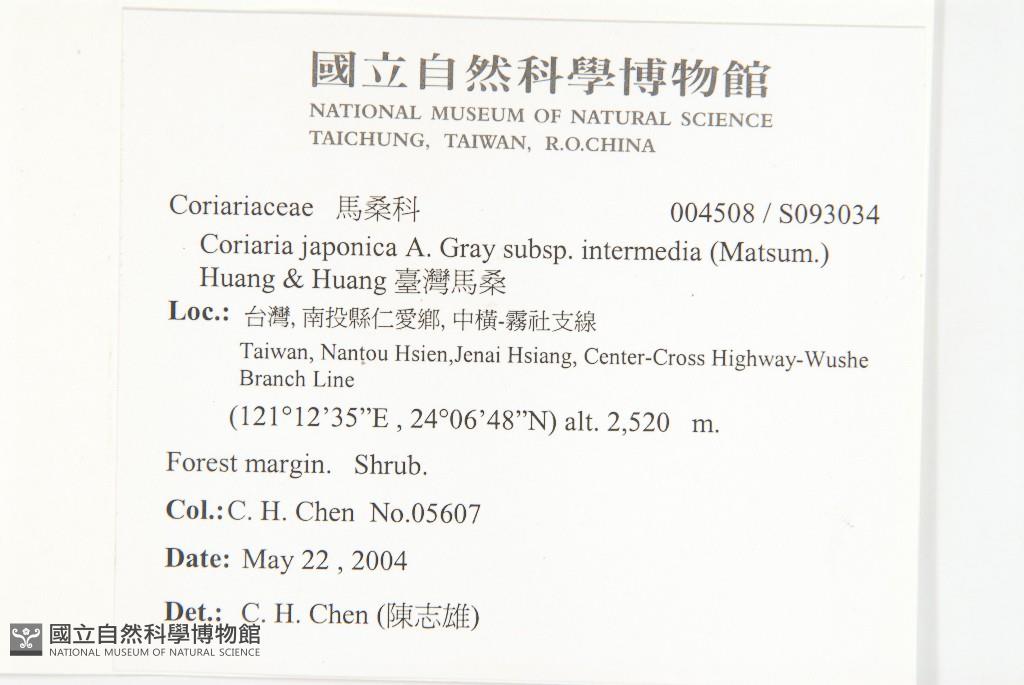 國立自然科學博物館
NATIONAL MUSEUM OF NATURAL SCIENCE
TAICHUNG, TAIWAN, R.O.CHINA
Coriariaceae 馬桑科 004508 / S093034
Coriaria japonica A. Gray subsp. intermedia (Matsum.)
Huang & Huang 臺灣馬桑
Loc.: 台灣, 南投縣仁愛鄉, 中橫-霧社支線
Taiwan, Nantou Hsien,Jenai Hsiang, Center-Cross Highway-Wushe
Branch Line
(121°12’35”E , 24°06’48”N) alt. 2,520 m.
Forest margin. Shrub.
Col.: C. H. Chen No.05607
Date: May 22 , 2004
Det.: C. H. Chen (陳志雄)
國立自然科學博物館
NATIONAL MUSEUM OF NATURAL SCIENCE